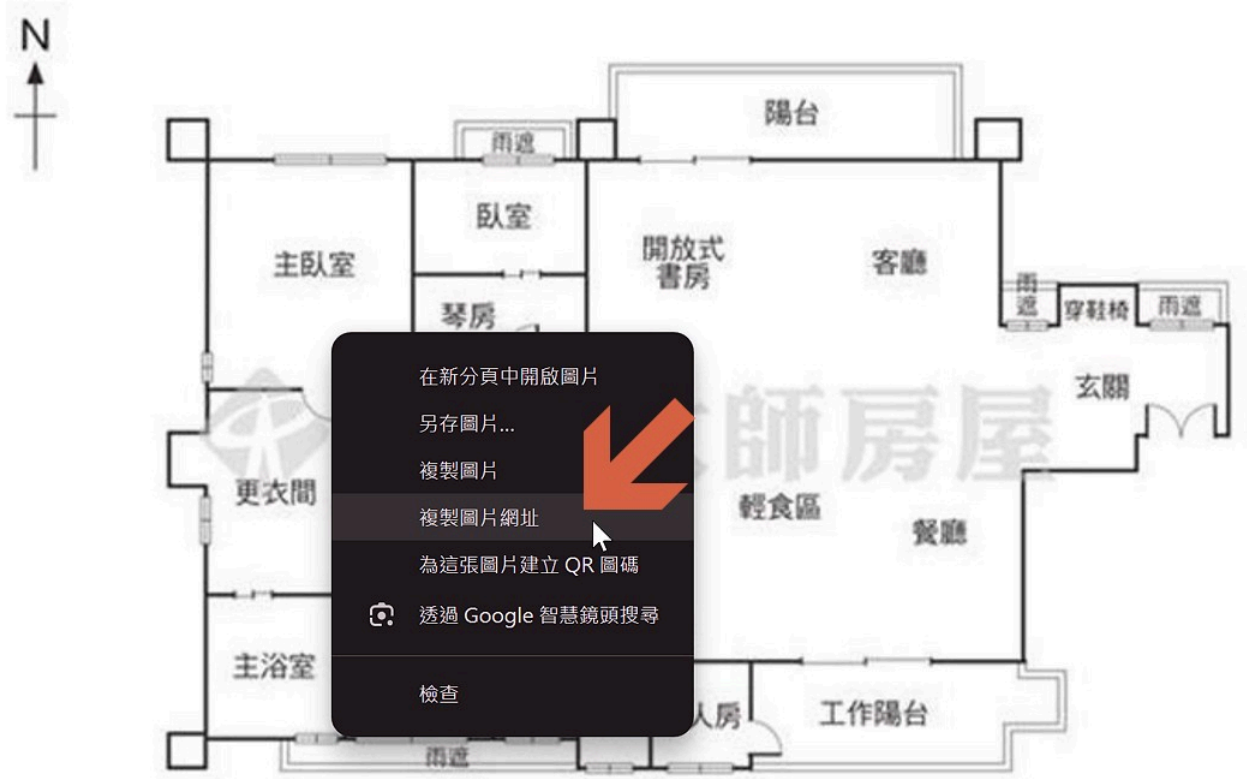 N
陽台
雨遮
臥室
主臥室
開放式
書房
客廳
琴房
雨
遮
穿鞋椅
雨遮
玄關
師房屋
更衣間
輕食區
餐廳
主浴室
人房
工作陽台
雨遮
在新分頁中開啟圖片
另存圖片...
複製圖片
複製圖片網址
為這張圖片建立 QR 圖碼
透過 Google 智慧鏡頭搜尋
檢查